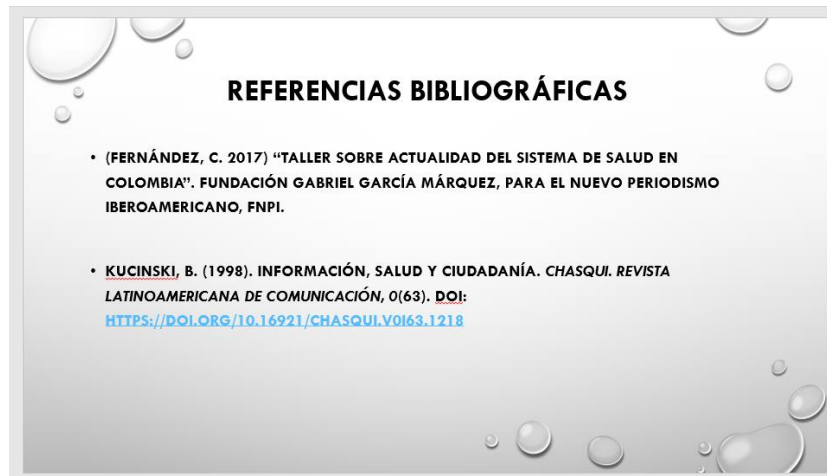 REFERENCIAS BIBLIOGRÁFICAS
• (FERNÁNDEZ, C. 2017) “TALLER SOBRE ACTUALIDAD DEL SISTEMA DE SALUD EN
COLOMBIA”. FUNDACIÓN GABRIEL GARCÍA MÁRQUEZ, PARA EL NUEVO PERIODISMO
IBEROAMERICANO, FNPI.
• KUCINSKI, B. (1998). INFORMACIÓN, SALUD Y CIUDADANÍA. CHASQUI. REVISTA
LATINOAMERICANA DE COMUNICACIÓN, 0(63). DOI:
HTTPS://DOI.ORG/10.16921/CHASQUI.V0I63.1218